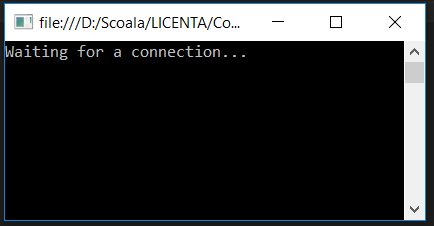 file:///D:/Scoala/LICENTA/Co...
Waiting for a connection...